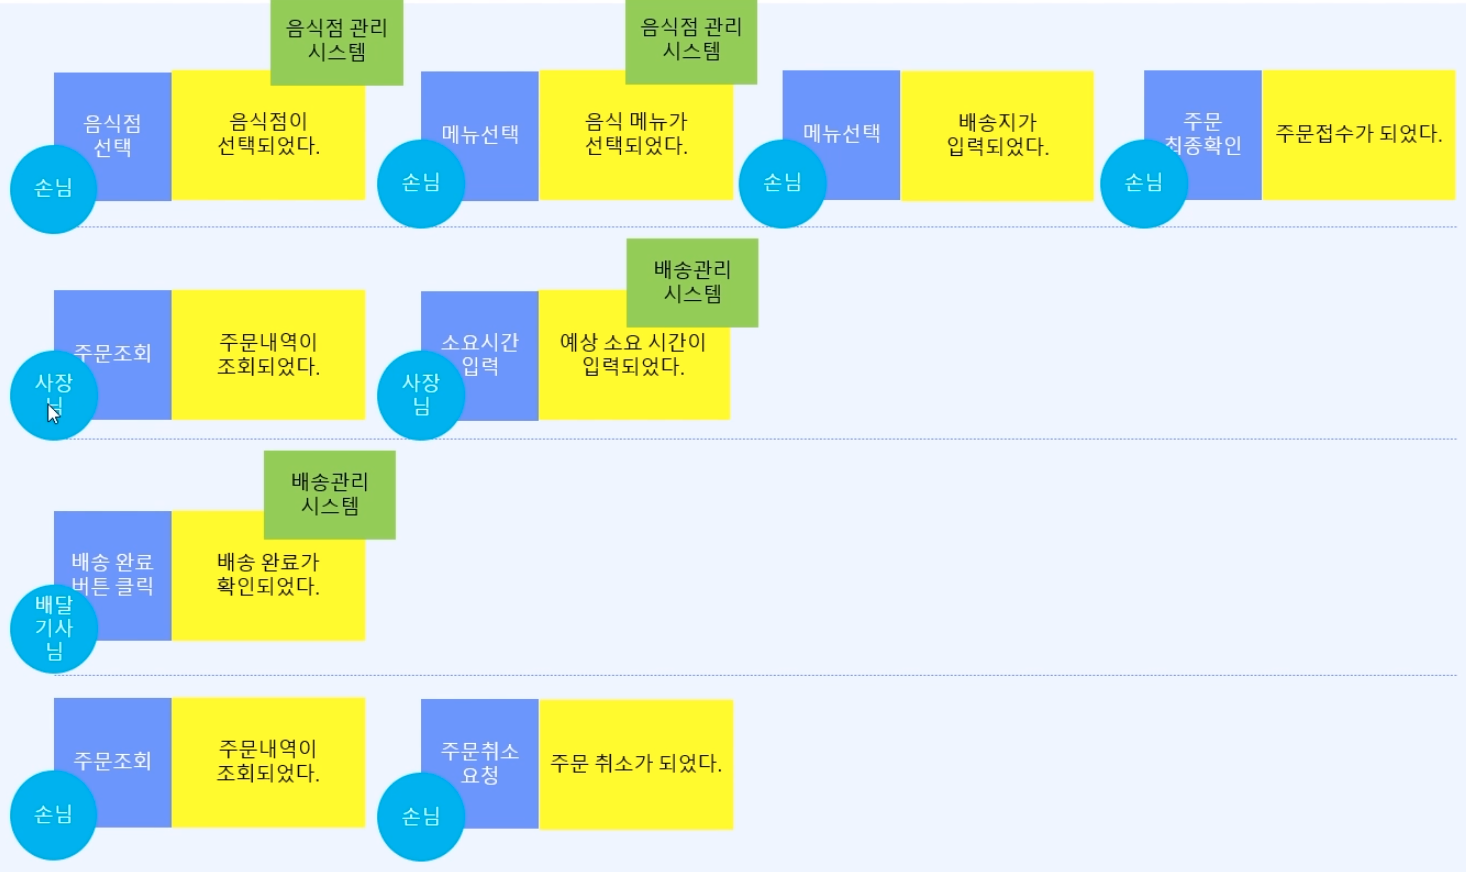 음식점 관리
시스템
음식점
선택
음식점이
선택되었다.
손님
음식점 관리
시스템
메뉴선택
음식 메뉴가
선택되었다.
손님
메뉴선택
배송지가
입력되었다.
손님
주문
최종확인
주문접수가 되었다.
손님
주문조회
주문내역이
조회되었다.
사장
님
배송관리
시스템
소요시간
입력
예상 소요 시간이
입력되었다.
사장
님
배송관리
시스템
배송 완료
버튼 클릭
배송 완료가
확인되었다.
배달
기사
님
주문조회
주문내역이
조회되었다.
손님
주문취소
요청
주문 취소가 되었다.
손님